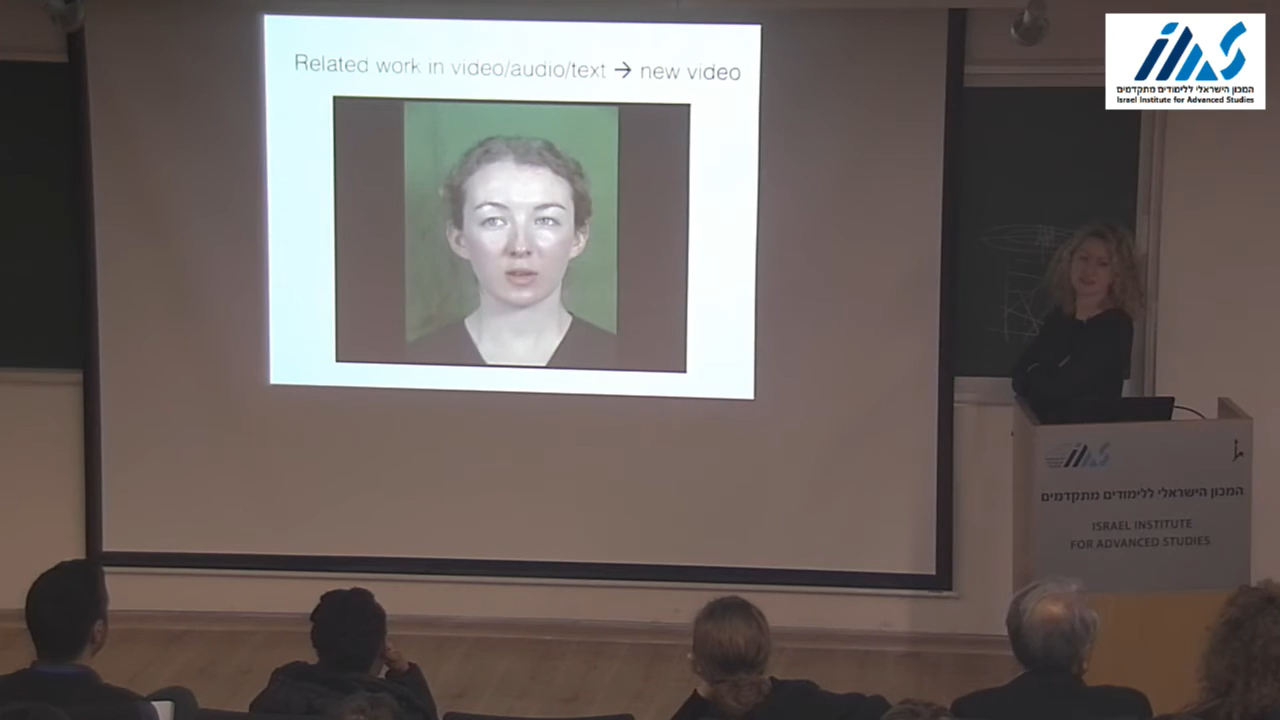 Related work in video/audio/text → new video
המכון הישראלי ללימודים מתקדמים
Israel Institute for Advanced Studies
המכון הישראלי ללימודים מתקדמים
ISRAEL INSTITUTE
FOR ADVANCED STUDIES